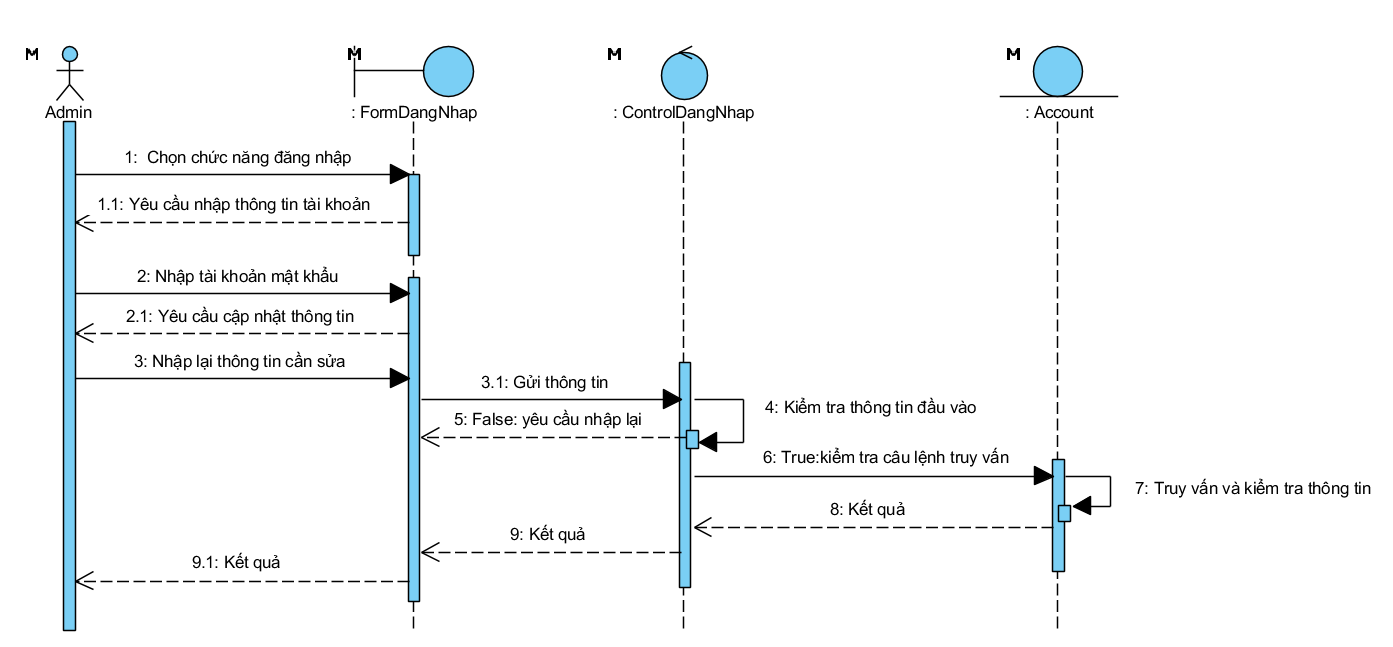 M
M
M
M
Admin
: FormDangNhap
: ControlDangNhap
: Account
1: Chọn chức năng đăng nhập
1.1: Yêu cầu nhập thông tin tài khoản
2: Nhập tài khoản mật khẩu
2.1: Yêu cầu cập nhật thông tin
3: Nhập lại thông tin cần sửa
3.1: Gửi thông tin
4: Kiểm tra thông tin đầu vào
5: False: yêu cầu nhập lại
6: True:kiểm tra câu lệnh truy vấn
7: Truy vấn và kiểm tra thông tin
8: Kết quả
9: Kết quả
9.1: Kết quả